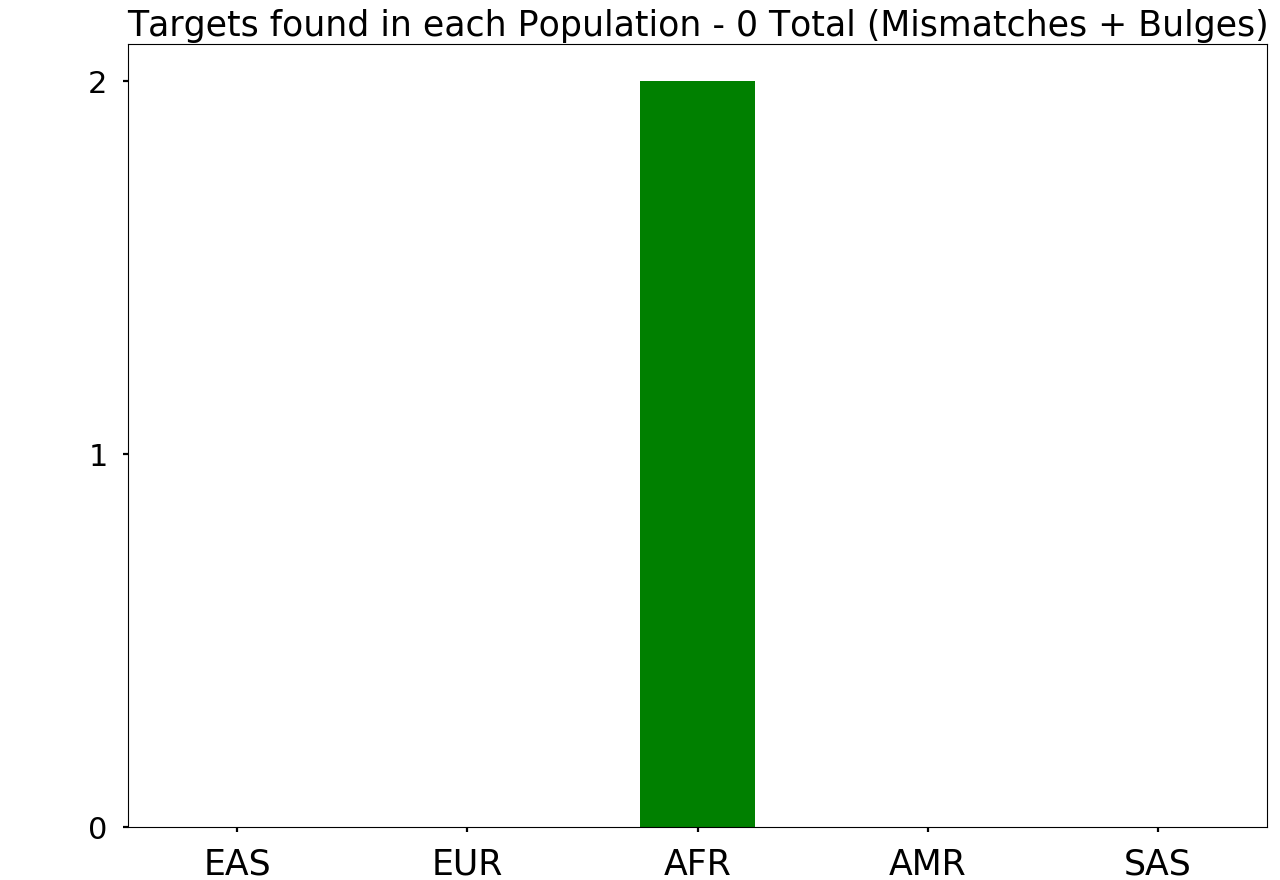 Targets found in each Population - 0 Total (Mismatches + Bulges)
2
1
0
EAS EUR AFR AMR SAS